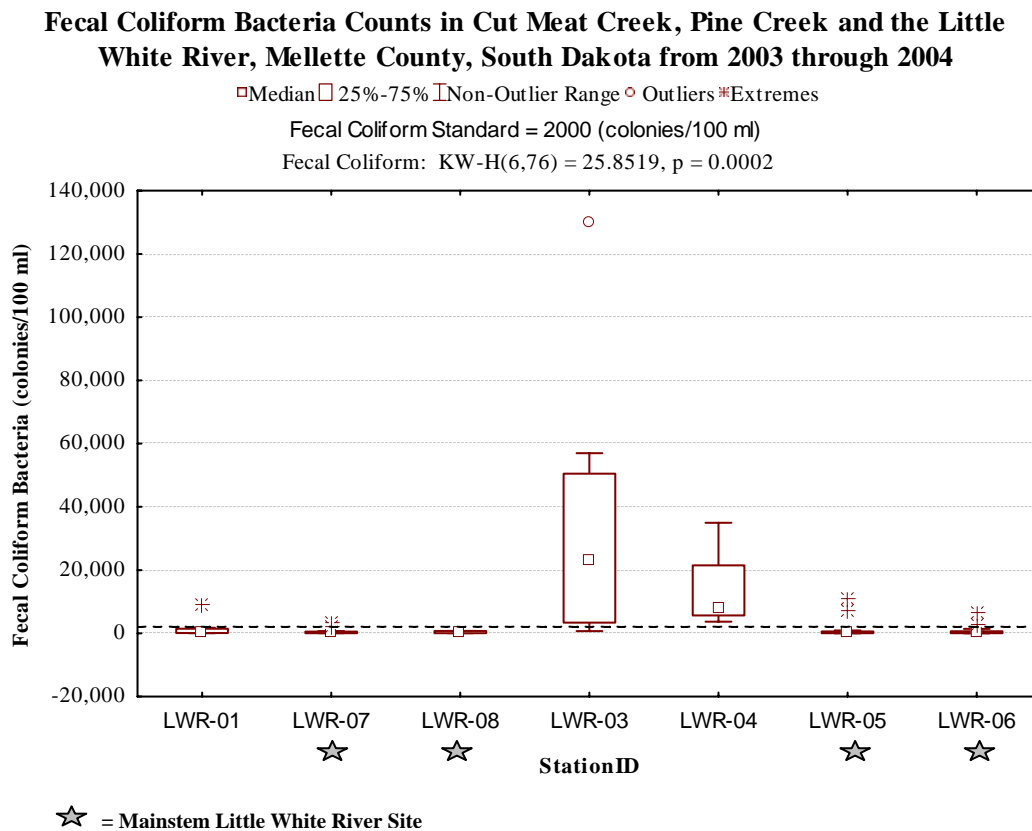 Fecal Coliform Bacteria Counts in Cut Meat Creek, Pine Creek and the Little
White River, Mellette County, South Dakota from 2003 through 2004
Median 25%-75% Non-Outlier Range Outliers Extremes
Fecal Coliform Standard = 2000 (colonies/100 ml)
Fecal Coliform: KW-H(6,76) = 25.8519, p = 0.0002
Fecal Coliform Bacteria (colonies/100 ml)
140,000
120,000
100,000
80,000
60,000
40,000
20,000
0
-20,000
LWR-01 LWR-07 LWR-08 LWR-03 LWR-04 LWR-05 LWR-06
StationID
= Mainstem Little White River Site